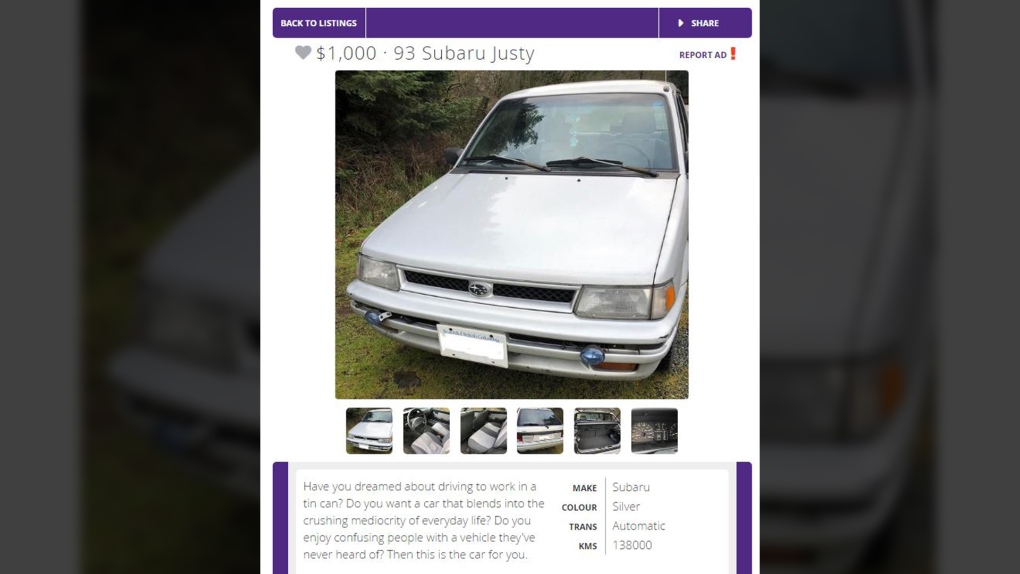 BACK TO LISTINGS
SHARE
$1,000 · 93 Subaru Justy
REPORT AD
Have you dreamed about driving to work in a
tin can? Do you want a car that blends into the
crushing mediocrity of everyday life? Do you
enjoy confusing people with a vehicle they've
never heard of? Then this is the car for you.
MAKE Subaru
COLOUR Silver
TRANS Automatic
KMS 138000